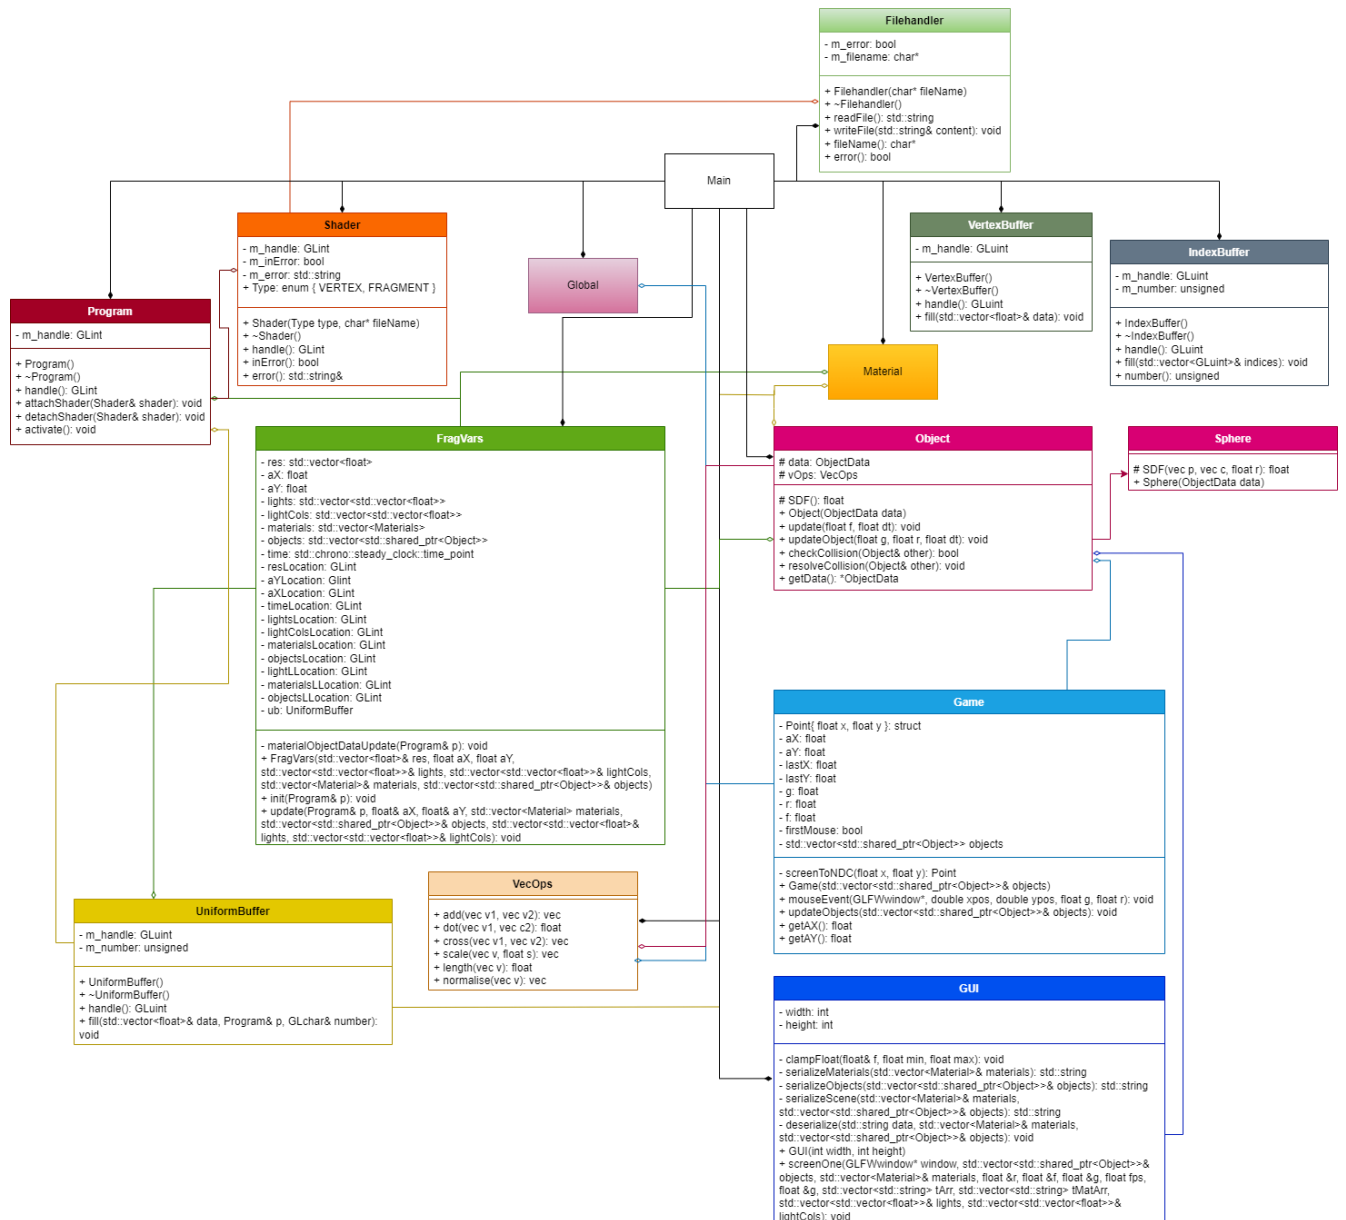 Filehandler
- m_error: bool
- m_filename: char*
+ Filehandler(char* fileName)
+ ~Filehandler()
+ readFile(): std::string
+ writeFile(std::string& content): void
+ fileName(): char*
+ error(): bool
Main
Shader
- m_handle: GLint
- m_inError: bool
- m_error: std::string
+ Type: enum { VERTEX, FRAGMENT }
+ Shader(Type type, char* fileName)
+ ~Shader()
+ handle(): GLint
+ inError(): bool
+ error(): std::string&
Global
VertexBuffer
- m_handle: GLuint
+ VertexBuffer()
+ ~VertexBuffer()
+ handle(): GLuint
+ fill(std::vector<float>& data): void
IndexBuffer
- m_handle: GLuint
- m_number: unsigned
+ IndexBuffer()
+ ~IndexBuffer()
+ handle(): GLuint
+ fill(std::vector<GLuint>& indices): void
+ number(): unsigned
Program
- m_handle: GLint
+ Program()
+ ~Program()
+ handle(): GLint
+ attachShader(Shader& shader): void
+ detachShader(Shader& shader): void
+ activate(): void
Material
FragVars
- res: std::vector<float>
- aX: float
- aY: float
- lights: std::vector<std::vector<float>>
- lightCols: std::vector<std::vector<float>>
- materials: std::vector<Materials>
- objects: std::vector<std::shared_ptr<Object>>
- time: std::chrono::steady_clock::time_point
- resLocation: GLint
- aYLocation: Glint
- aXLocation: GLint
- timeLocation: GLint
- lightsLocation: GLint
- lightColsLocation: GLint
- materialsLocation: GLint
- objectsLocation: GLint
- lightLLocation: GLint
- materialsLLocation: GLint
- objectsLLocation: GLint
- ub: UniformBuffer
- materialObjectDataUpdate(Program& p): void
+ FragVars(std::vector<float>& res, float aX, float aY,
std::vector<std::vector<float>>& lights, std::vector<std::vector<float>>& lightCols,
std::vector<Material>& materials, std::vector<std::shared_ptr<Object>>& objects)
+ init(Program& p): void
+ update(Program& p, float& aX, float& aY, std::vector<Material> materials,
std::vector<std::shared_ptr<Object>>& objects, std::vector<std::vector<float>&
lights, std::vector<std::vector<float>>& lightCols): void
Object
# data: ObjectData
# vOps: VecOps
# SDF(): float
+ Object(ObjectData data)
+ update(float f, float dt): void
+ updateObject(float g, float r, float dt): void
+ checkCollision(Object& other): bool
+ resolveCollision(Object& other): void
+ getData(): *ObjectData
Sphere
# SDF(vec p, vec c, float r): float
+ Sphere(ObjectData data)
Game
- Point{ float x, float y }: struct
- aX: float
- aY: float
- lastX: float
- lastY: float
- g: float
- r: float
- f: float
- firstMouse: bool
- std::vector<std::shared_ptr<Object>> objects
- screenToNDC(float x, float y): Point
+ Game(std::vector<std::shared_ptr<Object>>& objects)
+ mouseEvent(GLFWwindow*, double xpos, double ypos, float g, float r): void
+ updateObjects(std::vector<std::shared_ptr<Object>>& objects): void
+ getAX(): float
+ getAY(): float
VecOps
+ add(vec v1, vec v2): vec
+ dot(vec v1, vec c2): float
+ cross(vec v1, vec v2): vec
+ scale(vec v, float s): vec
+ length(vec v): float
+ normalise(vec v): vec
UniformBuffer
- m_handle: GLuint
- m_number: unsigned
+ UniformBuffer()
+ ~UniformBuffer()
+ handle(): GLuint
+ fill(std::vector<float>& data, Program& p, GLchar& number):
void
GUI
- width: int
- height: int
- clampFloat(float& f, float min, float max): void
- serializeMaterials(std::vector<Material>& materials): std::string
- serializeObjects(std::vector<std::shared_ptr<Object>>& objects): std::string
- serializeScene(std::vector<Material>& materials,
std::vector<std::shared_ptr<Object>>& objects): std::string
- deserialize(std::string data, std::vector<Material>& materials,
std::vector<std::shared_ptr<Object>>& objects): void
+ GUI(int width, int height)
+ screenOne(GLFWwindow* window, std::vector<std::shared_ptr<Object>>&
objects, std::vector<Material>& materials, float &r, float &f, float &g, float fps,
float &g, std::vector<std::string> tArr, std::vector<std::string> tMatArr,
std::vector<std::vector<float>>& lights, std::vector<std::vector<float>>&
lightCols): void